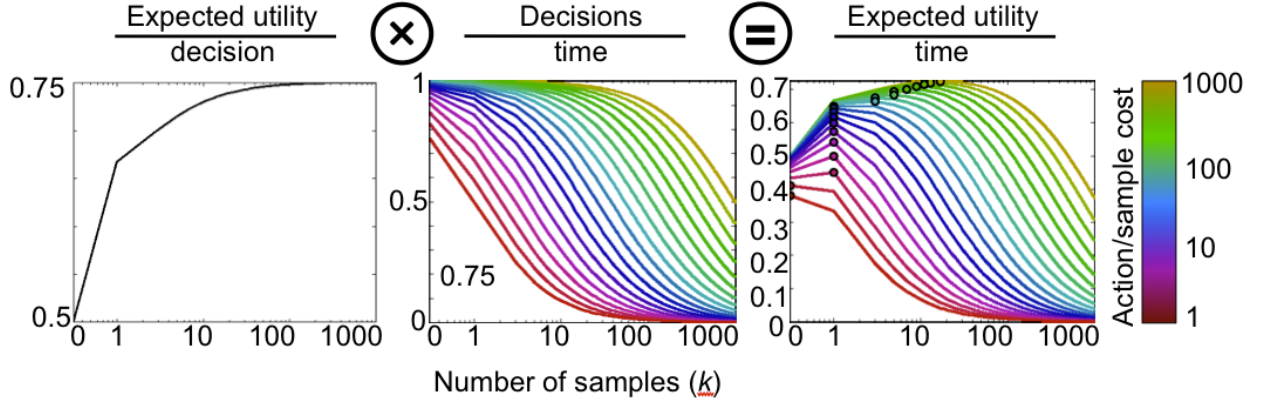 Expected utility
decision
×
Decisions
time
=
Expected utility
time
0.75
0.5
0 1 10 100 1000
1
0.5
0.75
0
0 1 10 100 1000
0.7
0.6
0.5
0.4
0.3
0.2
0.1
0
0 1 10 100 1000
Action/sample cost
1000
100
10
1
Number of samples (k)